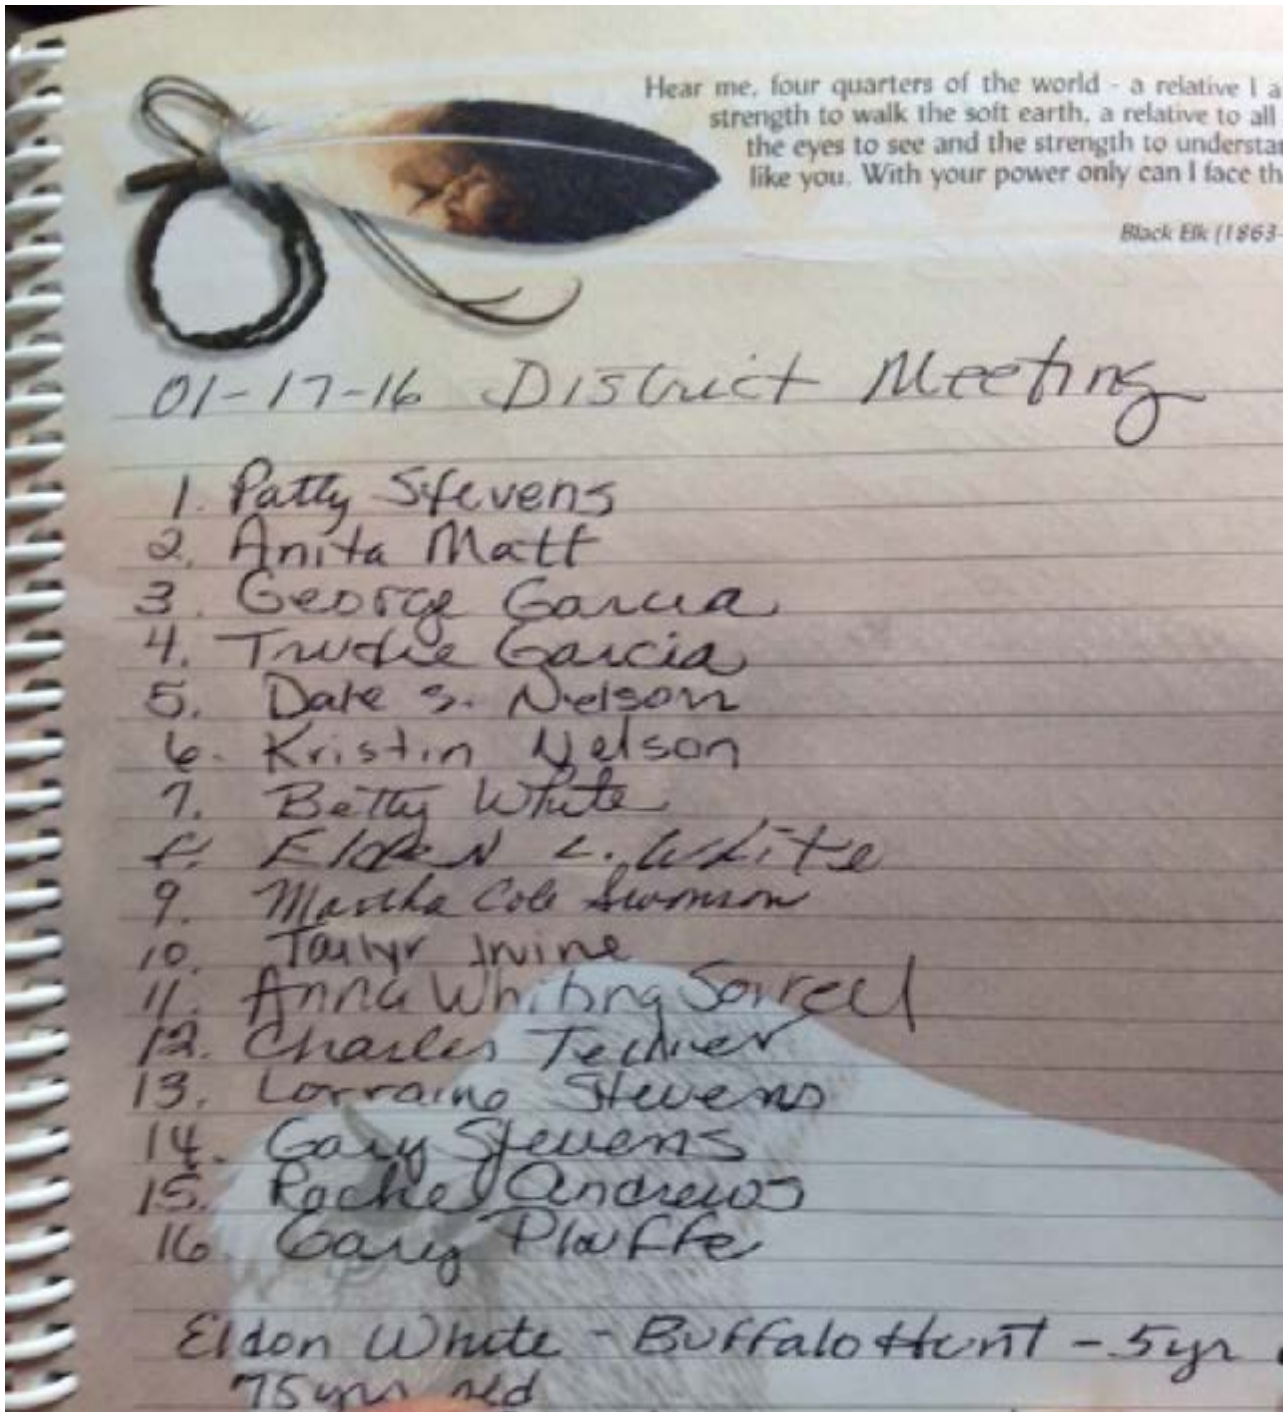 Hear me, four quarters of the world - a relative I a
strength to walk the soft earth, a relative to all
the eyes to see and the strength to understa
like you. With your power only can I face th
Black Elk (1863-
01-17-16 District Meeting
1. Patty Stevens
2. Anita Matt
3. George Garcia
4. Trudie Garcia
5. Dale S. Nelson
6. Kristin Nelson
7. Betty White
8. Elden L. White
9. Martha Cole Swanson
10. Tailyr Irvine
11. Anna Whiting Sorrell
12. Charles
13. Lorraine Stevens
14. Gary Stevens
15. Rachel Andrews
16. Gary Plouffe
Eldon White - Buffalo Hunt - 5yr
75yrs old